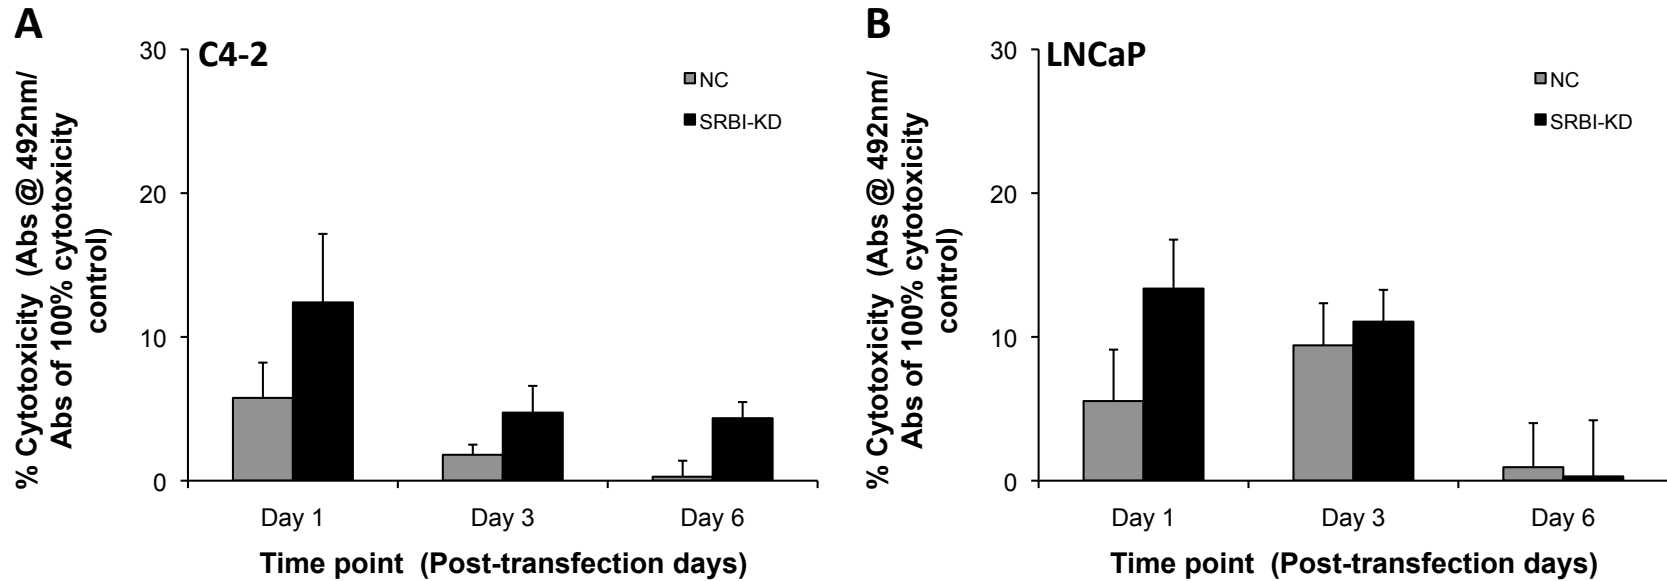 A
C4-2
% Cytotoxicity (Abs @ 492nm/
Abs of 100% cytotoxicity
control)
30
20
10
0
NC
SRBI-KD
Day 1
Day 3
Day 6
Time point (Post-transfection days)
B
LNCaP
% Cytotoxicity (Abs @ 492nm/
Abs of 100% cytotoxicity
control)
30
20
10
0
NC
SRBI-KD
Day 1
Day 3
Day 6
Time point (Post-transfection days)